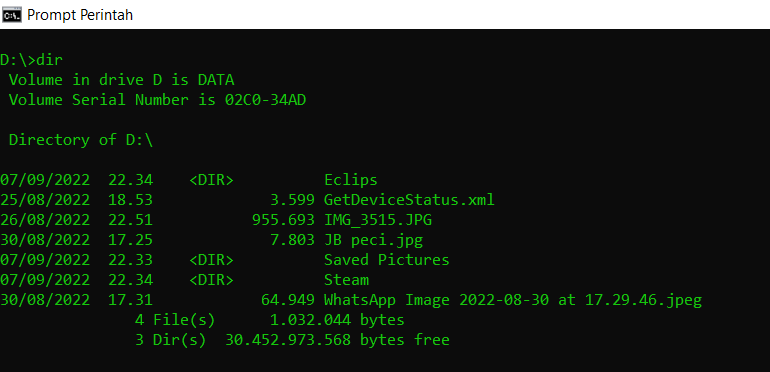 Prompt Perintah
D:\>dir
Volume in drive D is DATA
Volume Serial Number is 02C0-34AD
Directory of D:\
07/09/2022  22.34    <DIR>          Eclips
25/08/2022  18.53             3.599 GetDeviceStatus.xml
26/08/2022  22.51           955.693 IMG_3515.JPG
30/08/2022  17.25             7.803 JB peci.jpg
07/09/2022  22.33    <DIR>          Saved Pictures
07/09/2022  22.34    <DIR>          Steam
30/08/2022  17.31            64.949 WhatsApp Image 2022-08-30 at 17.29.46.jpeg
4 File(s)      1.032.044 bytes
3 Dir(s)  30.452.973.568 bytes free